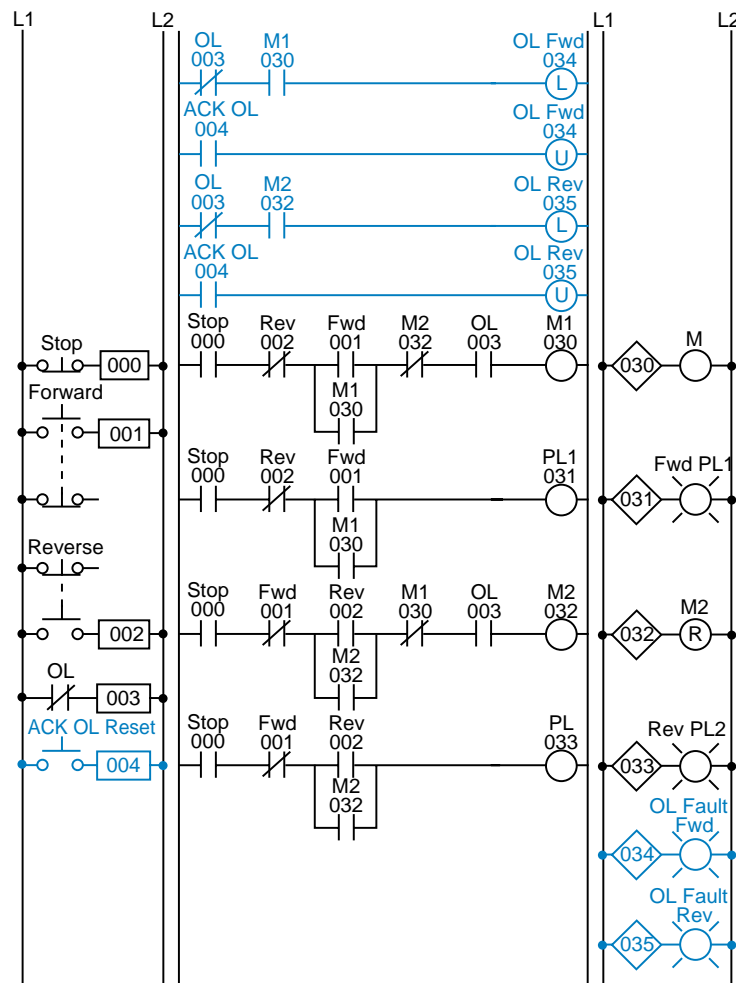 L1
L2
L1
L2
OL
003
M1
030
OL Fwd
034
L
ACK OL
004
OL Fwd
034
U
OL
003
M2
032
OL Rev
035
L
ACK OL
004
OL Rev
035
U
Stop
000
Forward
001
Reverse
002
OL
003
ACK OL Reset
004
Stop
000
Rev
002
Fwd
001
M2
032
OL
003
M1
030
M1
030
Stop
000
Rev
002
Fwd
001
PL1
031
M1
030
Stop
000
Fwd
001
Rev
002
M1
030
OL
003
M2
032
M2
032
Stop
000
Fwd
001
Rev
002
PL
033
M2
032
030
M
031
Fwd PL1
032
M2
R
033
Rev PL2
034
OL Fault
Fwd
035
OL Fault
Rev